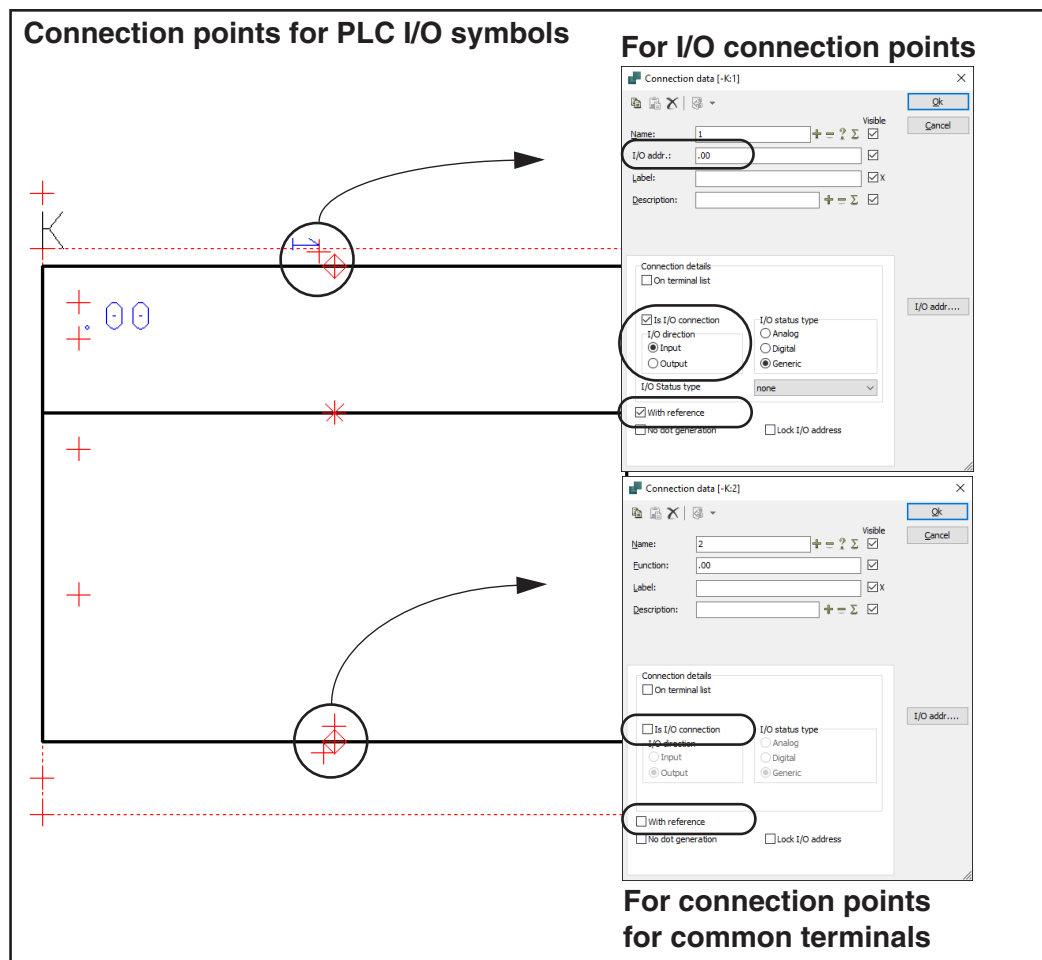 Connection points for PLC I/O symbols
For I/O connection points
Connection data [-K:1]
Ok
Cancel
Visible
Name: 1
I/O addr.: .00
Label: X
Description:
Connection details
On terminal list
I/O addr....
Is I/O connection
I/O status type
I/O direction
Analog
Input
Digital
Output
Generic
I/O Status type none
With reference
No dot generation Lock I/O address
K
1
.00
Connection data [-K:2]
Ok
Cancel
Visible
Name: 2
Function: .00
Label: X
Description:
Connection details
On terminal list
I/O addr....
Is I/O connection
I/O status type
I/O direction
Analog
Input
Digital
Output
Generic
With reference
No dot generation Lock I/O address
For connection points
for common terminals